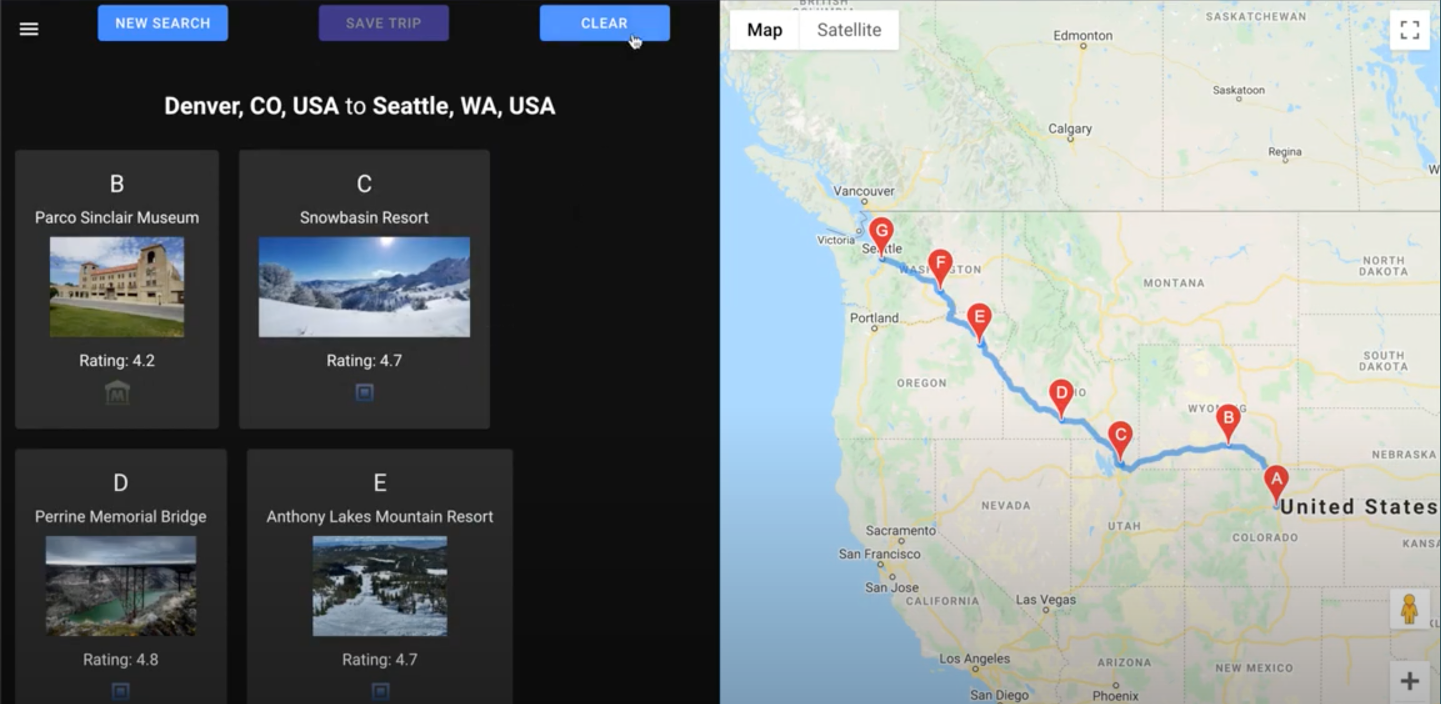 NEW SEARCH
SAVE TRIP
CLEAR
Denver, CO, USA to Seattle, WA, USA
B
Parco Sinclair Museum
Rating: 4.2
M
C
Snowbasin Resort
Rating: 4.7
D
Perrine Memorial Bridge
Rating: 4.8
E
Anthony Lakes Mountain Resort
Rating: 4.7
Map
Satellite
BRITISH
SASKATCHEWAN
Edmonton
Saskatoon
Calgary
Regina
Vancouver
Victoria
G
Seattle
F
WASHINGTON
NORTH
DAKOTA
MONTANA
E
Portland
SOUTH
DAKOTA
OREGON
D
WYOMING
B
C
NEBRASKA
A
United States
NEVADA
UTAH
COLORADO
Sacramento
San Francisco
San Jose
CALIFORNIA
Las Vegas
KANSA
Los Angeles
ARIZONA
NEW MEXICO
San Diego
Phoenix